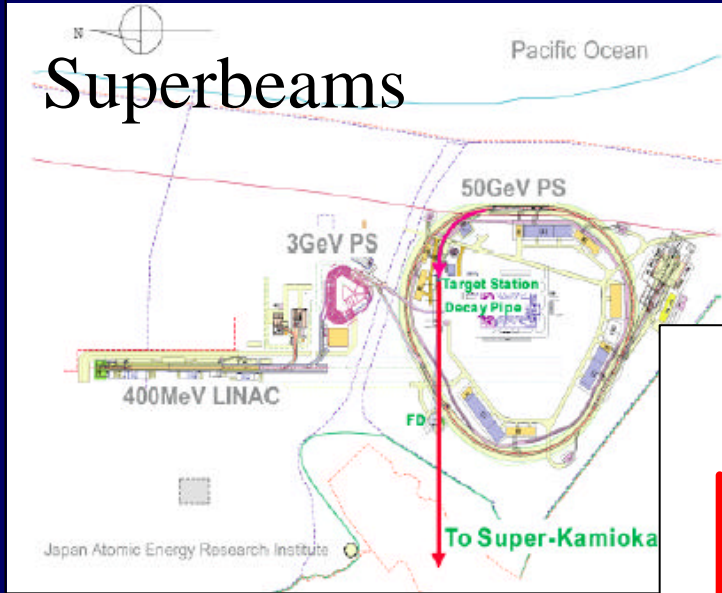 N
Pacific Ocean
Superbeams
50GeV PS
3GeV PS
Target Station
Decay Pipe
400MeV LINAC
FD
To Super-Kamioka
Japan Atomic Energy Research Institute